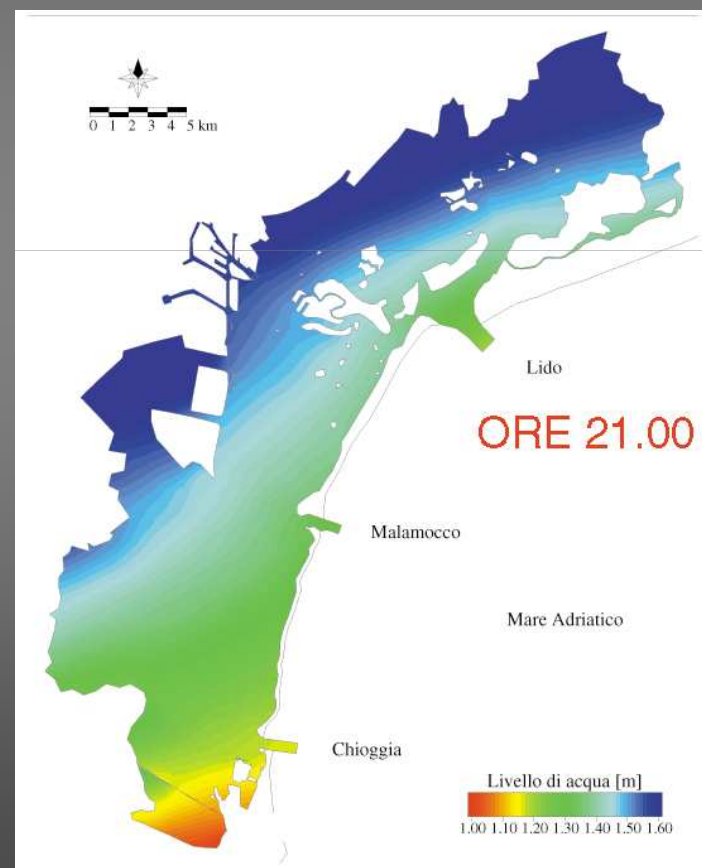 0 1 2 3 4 5 km
Lido
ORE 21.00
Malamocco
Mare Adriatico
Chioggia
Livello di acqua [m]
1.00 1.10 1.20 1.30 1.40 1.50 1.60